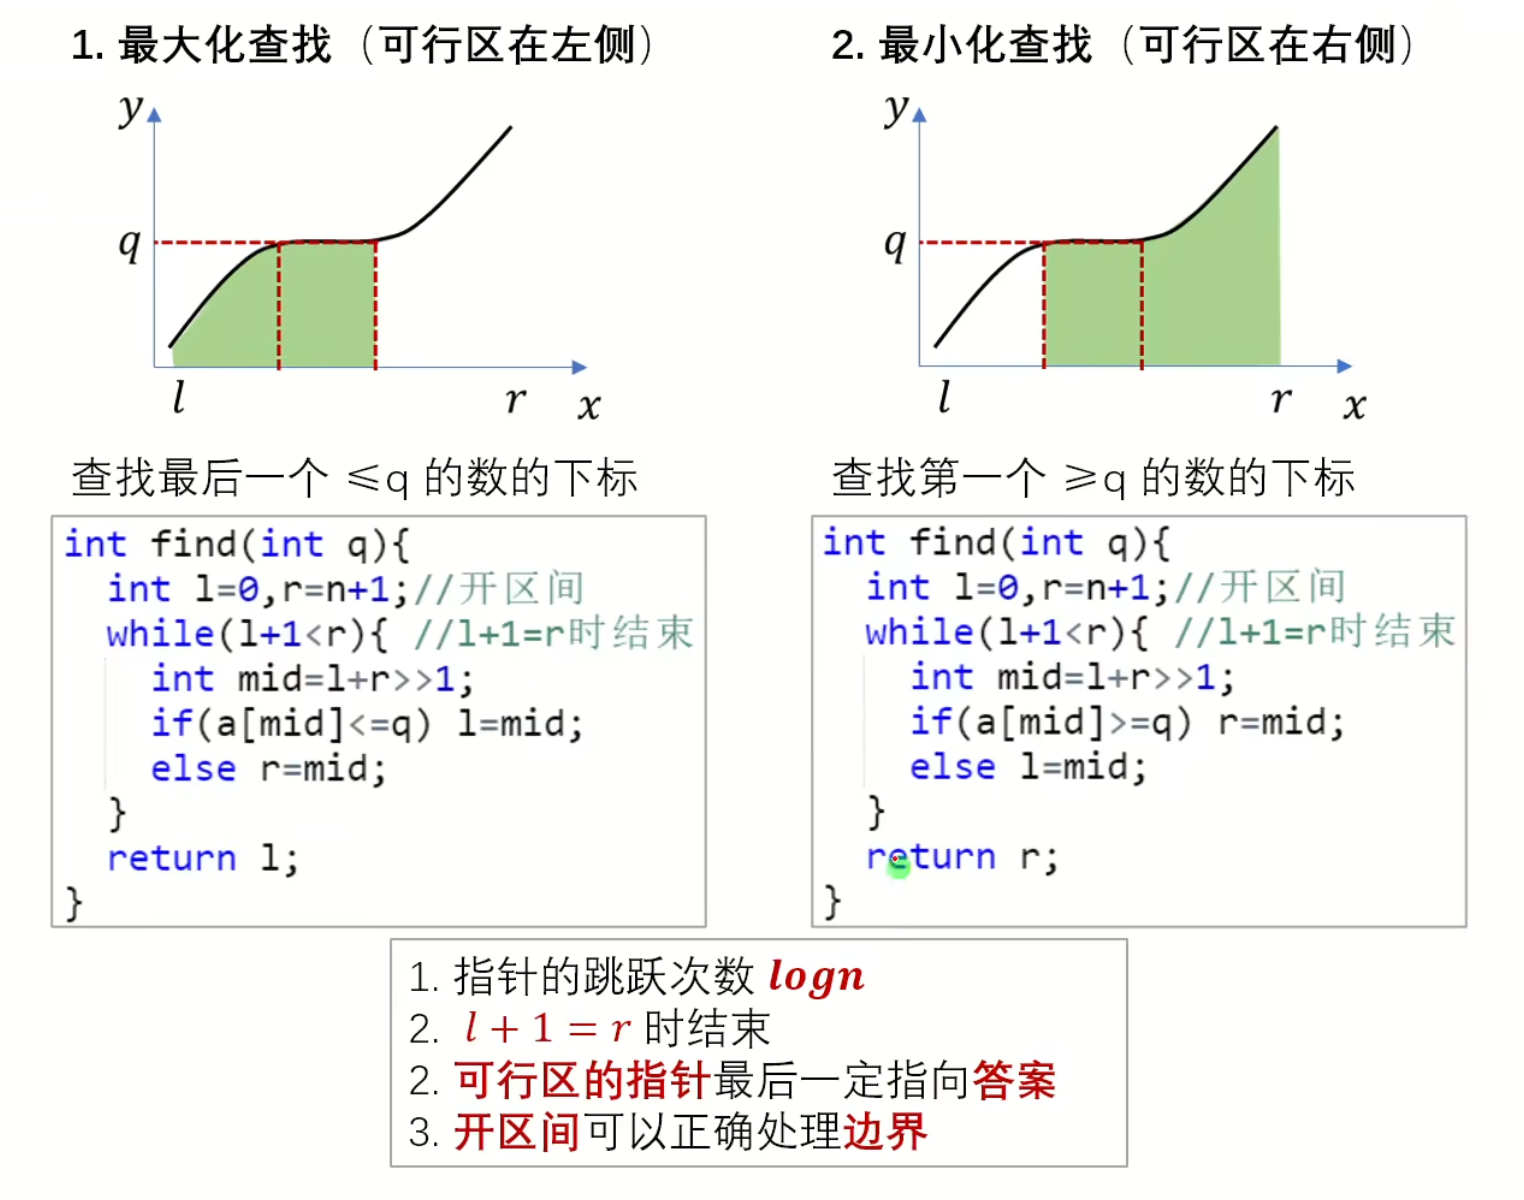 1. 最大化查找（可行区在左侧）
y
q
l r x
查找最后一个 ≤q 的数的下标
int find(int q){
int l=0,r=n+1;//开区间
while(l+1<r){ //l+1=r时结束
int mid=l+r>>1;
if(a[mid]<=q) l=mid;
else r=mid;
}
return l;
}
2. 最小化查找（可行区在右侧）
y
q
l r x
查找第一个 ≥q 的数的下标
int find(int q){
int l=0,r=n+1;//开区间
while(l+1<r){ //l+1=r时结束
int mid=l+r>>1;
if(a[mid]>=q) r=mid;
else l=mid;
}
return r;
}
1. 指针的跳跃次数 logn
2. l + 1 = r 时结束
2. 可行区的指针最后一定指向答案
3. 开区间可以正确处理边界